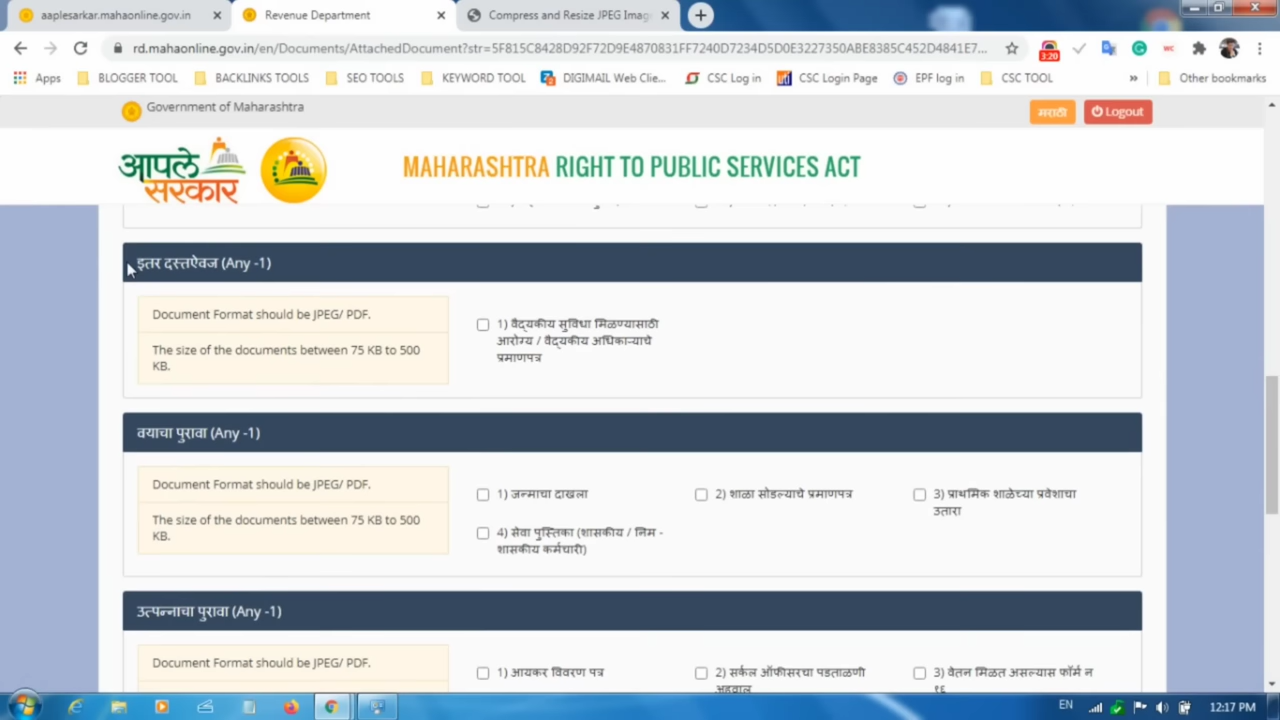 aaplesarkar.mahaonline.gov.in
Revenue Department
Compress and Resize JPEG Imag
rd.mahaonline.gov.in/en/Documents/AttachedDocument?str=5F815C8428D92F72D9E4870831FF7240D7234D5D0E3227350ABE8385C452D4841E7...
3:20
Apps
BLOGGER TOOL
BACKLINKS TOOLS
SEO TOOLS
KEYWORD TOOL
DIGIMAIL Web Clie...
CSC Log in
CSC Login Page
EPF log in
CSC TOOL
»
Other bookmarks
Government of Maharashtra
मराठी
Logout
आपले
सरकार
MAHARASHTRA RIGHT TO PUBLIC SERVICES ACT
इतर दस्तऐवज (Any -1)
Document Format should be JPEG/ PDF.
The size of the documents between 75 KB to 500
KB.
1) वैद्यकीय सुविधा मिळण्यासाठी
आरोग्य / वैद्यकीय अधिकाऱ्याचे
प्रमाणपत्र
वयाचा पुरावा (Any -1)
Document Format should be JPEG/ PDF.
The size of the documents between 75 KB to 500
KB.
1) जन्माचा दाखला
2) शाळा सोडल्याचे प्रमाणपत्र
3) प्राथमिक शाळेच्या प्रवेशाचा
उतारा
4) सेवा पुस्तिका (शासकीय / निम -
शासकीय कर्मचारी)
उत्पन्नाचा पुरावा (Any -1)
Document Format should be JPEG/ PDF.
1) आयकर विवरण पत्र
2) सर्कल ऑफीसरचा पडताळणी
अहवाल
3) वेतन मिळत असल्यास फॉर्म न
१६
EN
12:17 PM